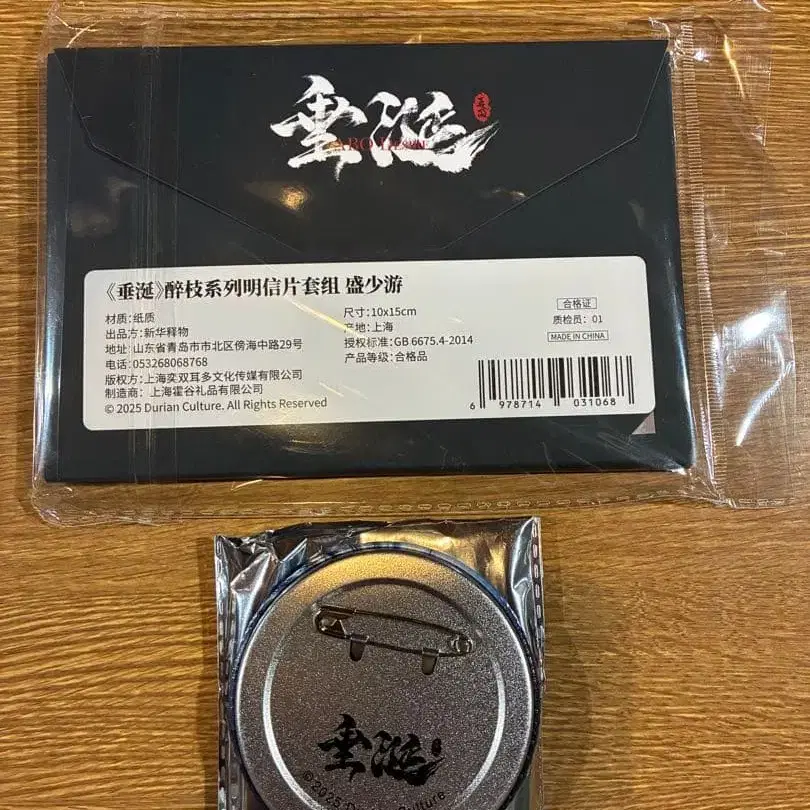 垂涎
ABO DESIRE
《垂涎》醉枝系列明信片套组 盛少游
材质:纸质
出品方:新华释物
地址:山东省青岛市市北区傍海中路29号
电话:053268068768
版权方:上海奕双耳多文化传媒有限公司
制造商:上海霍谷礼品有限公司
© 2025 Durian Culture. All Rights Reserved
尺寸:10x15cm
产地:上海
授权标准:GB 6675.4-2014
产品等级:合格品
合格证
质检员:01
MADE IN CHINA
6 978714 031068
垂涎
© 2025 Durian Culture